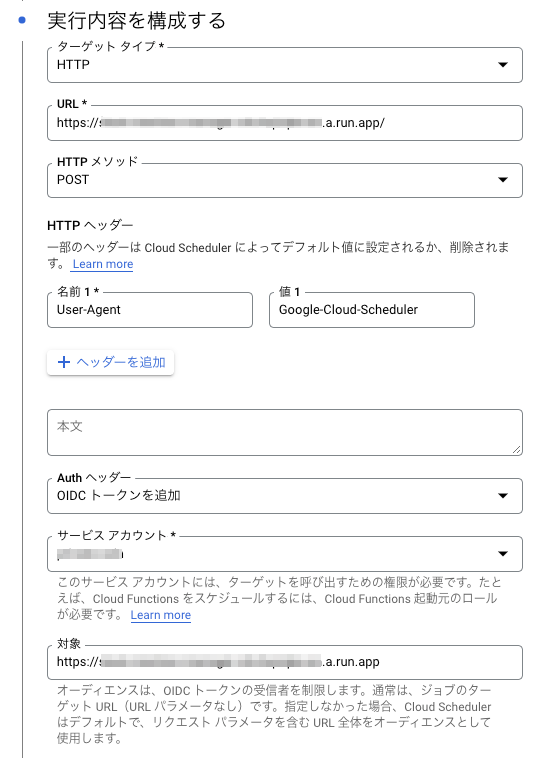 実行内容を構成する
ターゲット タイプ *
HTTP
URL *
https://s .a.run.app/
HTTP メソッド
POST
HTTP ヘッダー
一部のヘッダーは Cloud Scheduler によってデフォルト値に設定されるか、削除されま
す。 Learn more
名前 1 * 値 1
User-Agent Google-Cloud-Scheduler
+ ヘッダーを追加
本文
Auth ヘッダー
OIDC トークンを追加
サービス アカウント *
このサービス アカウントには、ターゲットを呼び出すための権限が必要です。たと
えば、Cloud Functions をスケジュールするには、Cloud Functions 起動元のロール
が必要です。 Learn more
対象
https://s .a.run.app
オーディエンスは、OIDC トークンの受信者を制限します。通常は、ジョブのター
ゲット URL（URL パラメータなし）です。指定しなかった場合、Cloud Scheduler
はデフォルトで、リクエスト パラメータを含む URL 全体をオーディエンスとして
使用します。